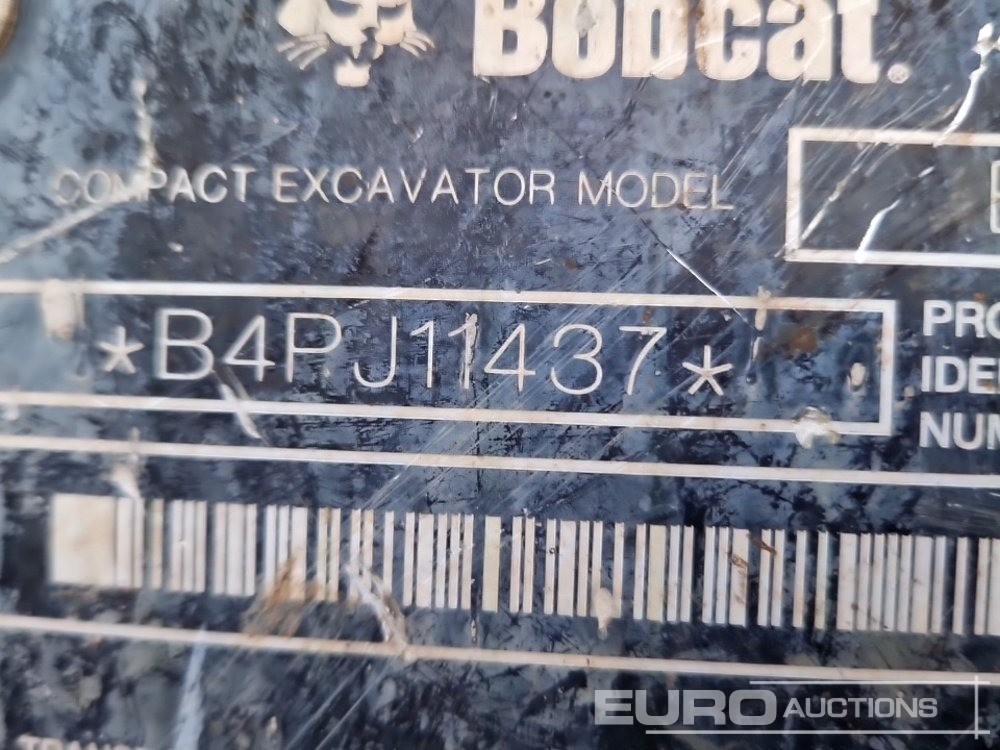 Bobcat®
COMPACT EXCAVATOR MODEL
*B4PJ11437*
PRO
IDE
NUM
EURO AUCTIONS